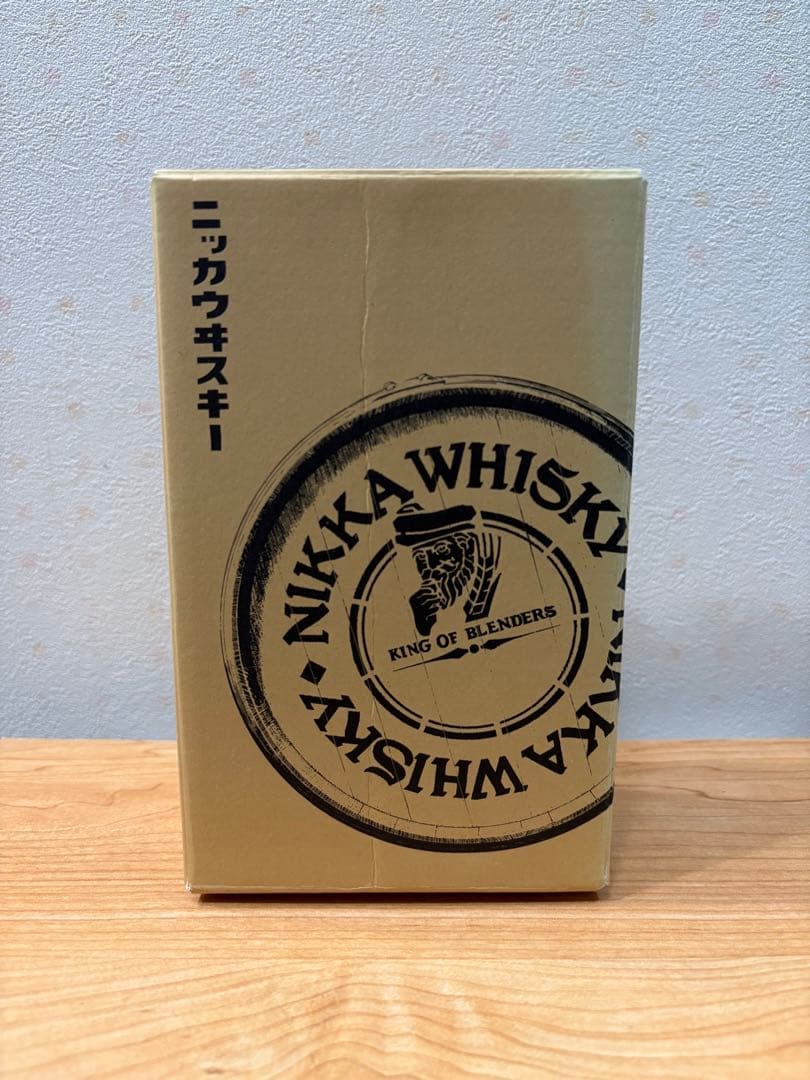 ニッカウヰスキー
NIKKA WHISKY • NIKKA WHISKY •
KING OF BLENDERS